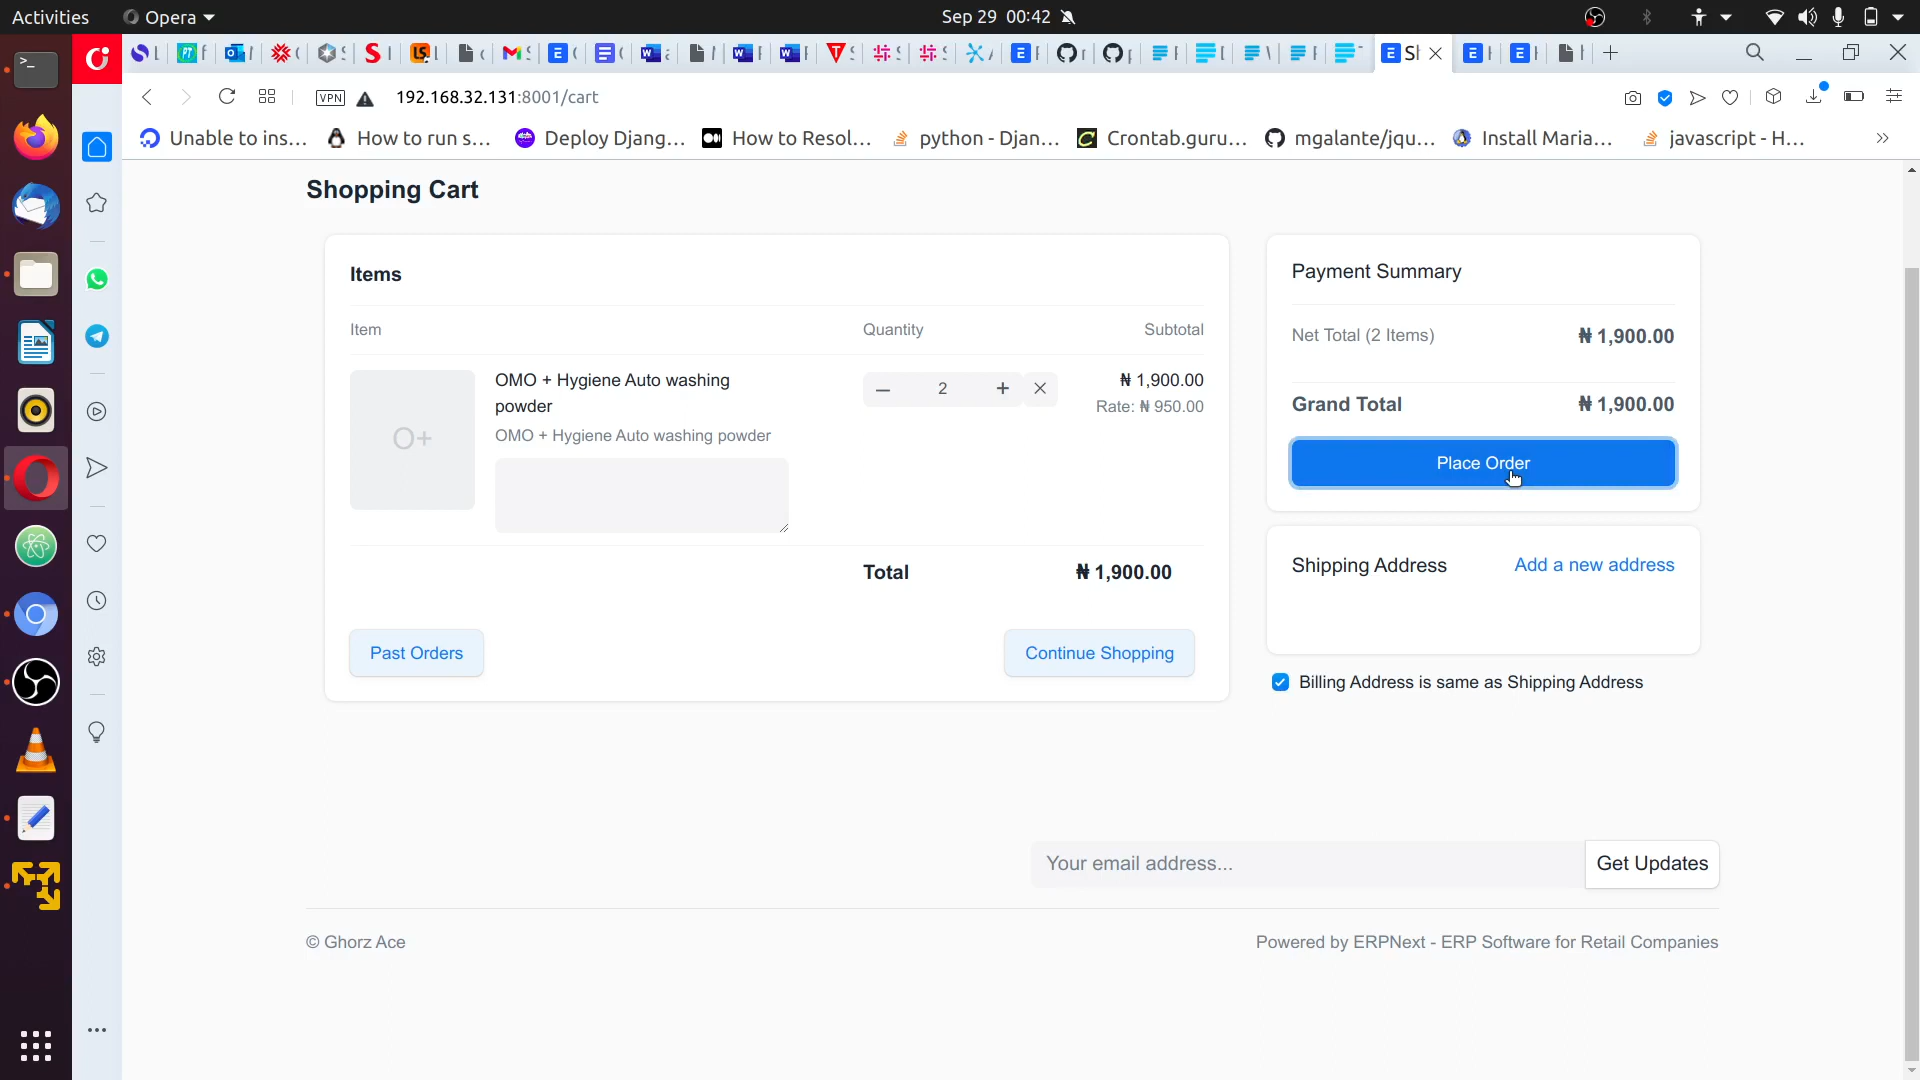 Activities
Opera
Sep 29 00:42
VPN
192.168.32.131:8001/cart
Unable to ins...
How to run s...
Deploy Djang...
How to Resol...
python - Djan...
Crontab.guru...
mgalante/jqu...
Install Maria...
javascript - H...
Shopping Cart
Items
Item
Quantity
Subtotal
O+
OMO + Hygiene Auto washing
powder
OMO + Hygiene Auto washing powder
2
₦ 1,900.00
Rate: ₦ 950.00
Total
₦ 1,900.00
Past Orders
Continue Shopping
Payment Summary
Net Total (2 Items)
₦ 1,900.00
Grand Total
₦ 1,900.00
Place Order
Shipping Address
Add a new address
Billing Address is same as Shipping Address
Your email address...
Get Updates
© Ghorz Ace
Powered by ERPNext - ERP Software for Retail Companies